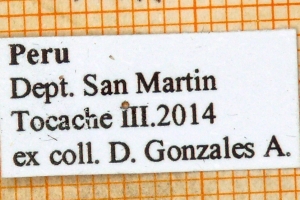 Peru
Dept. San Martin
Tocache III.2014
ex coll. D. Gonzales A.